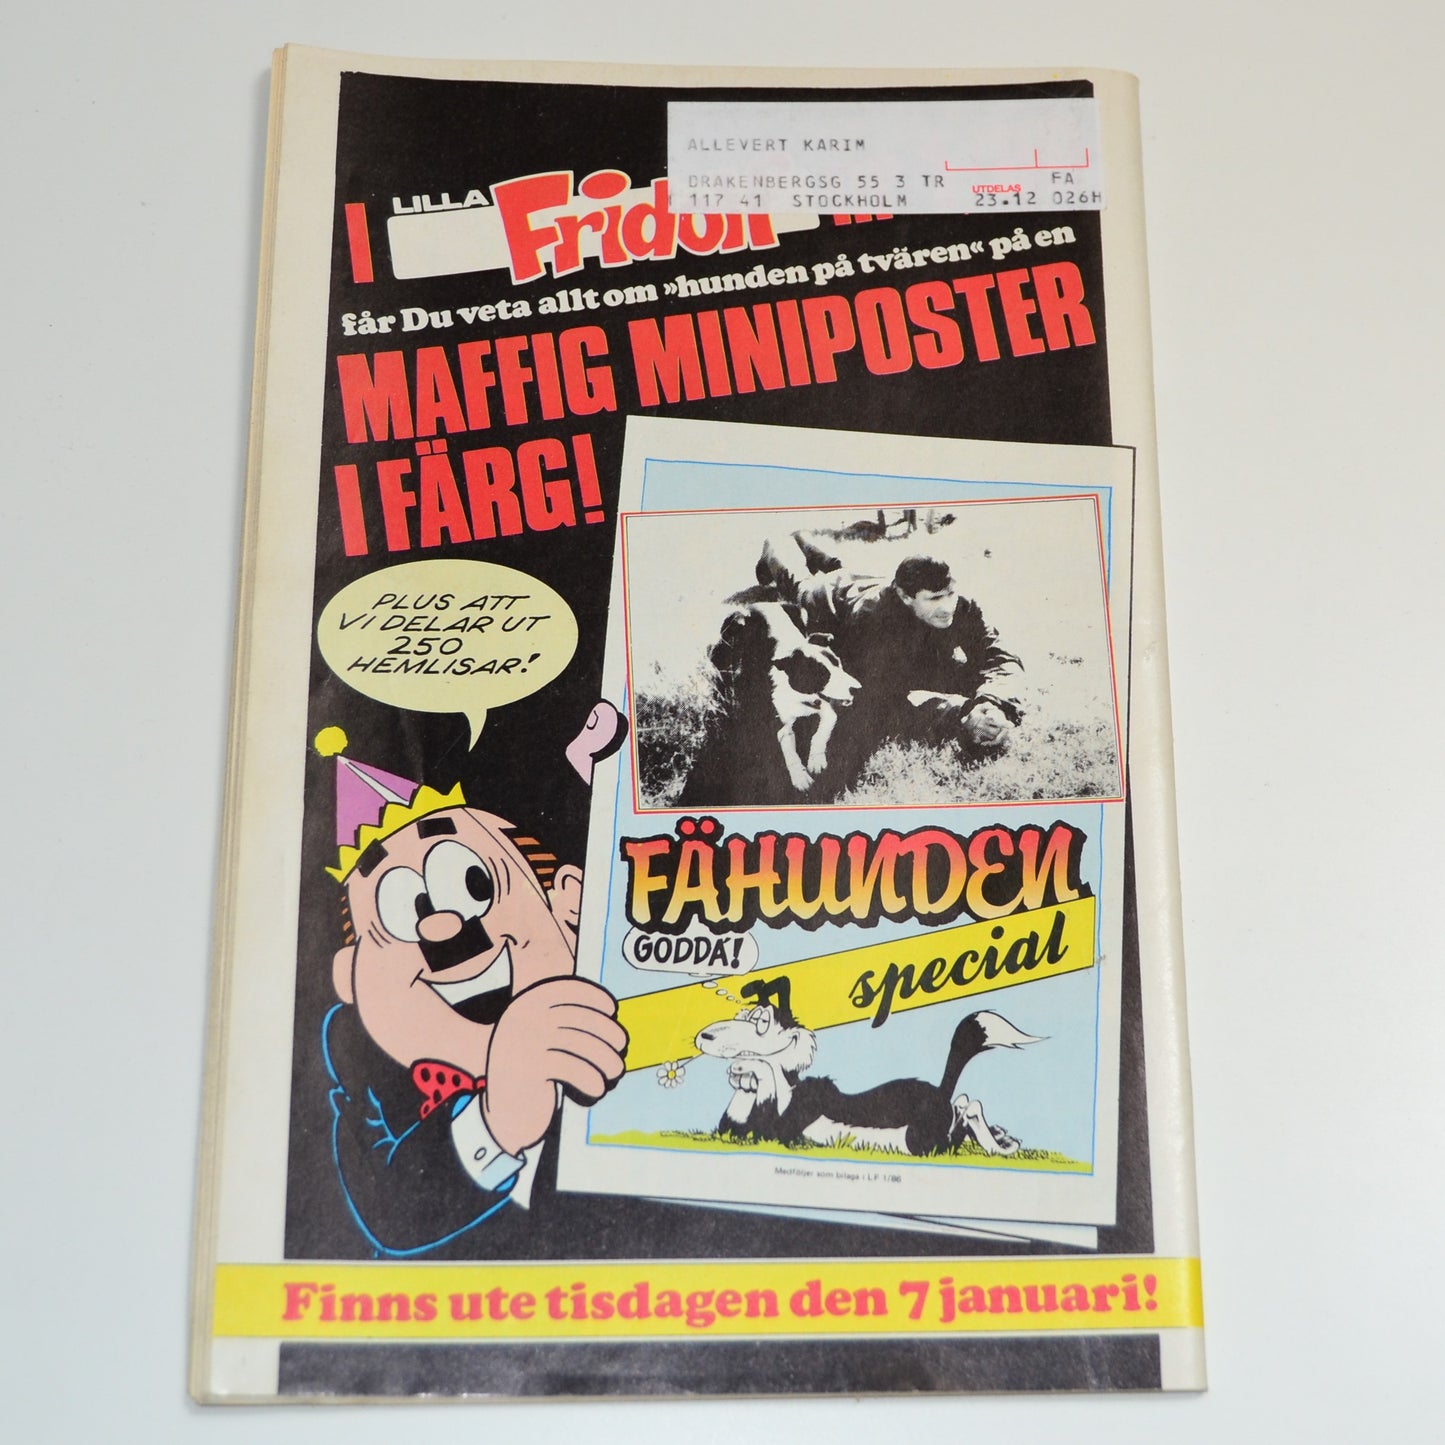 ALLEVERT KARIM
DRAKENBERGSG 55 3 TR
UTDELAS
FA
117 41 STOCKHOLM
23.12 026H
I LILLA Fridolf
får Du veta allt om »hunden på tvären« på en
MAFFIG MINIPOSTER
I FÄRG!
PLUS ATT
VI DELAR UT
250
HEMLISAR!
FÄHUNDEN
GODDÁ!
special
Medföljer som bilaga i LF 1/86
Finns ute tisdagen den 7 januari!